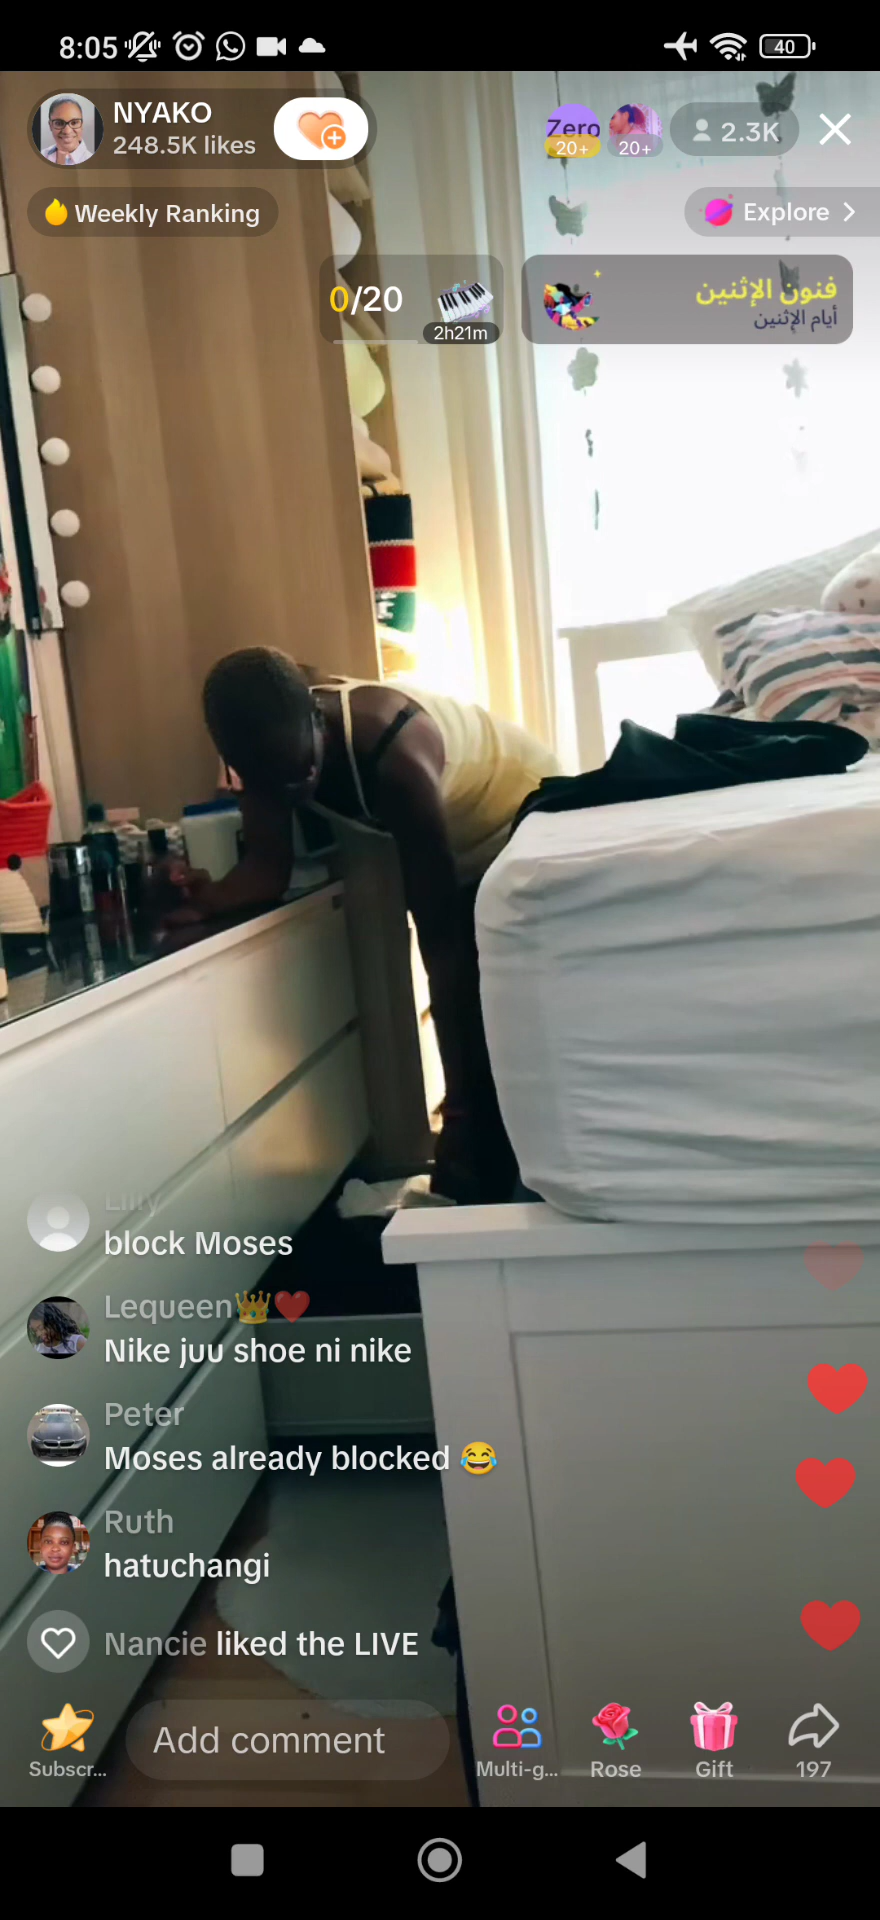 8:05
40
NYAKO
248.5K likes
Zero
20+
20+
2.3K
Weekly Ranking
Explore
0/20
2h21m
فنون الإثنين
أيام الإثنين
Lilly
block Moses
Lequeen👑❤️
Nike juu shoe ni nike
Peter
Moses already blocked 😂
Ruth
hatuchangi
Nancie liked the LIVE
Add comment
Subscr...
Multi-g...
Rose
Gift
197